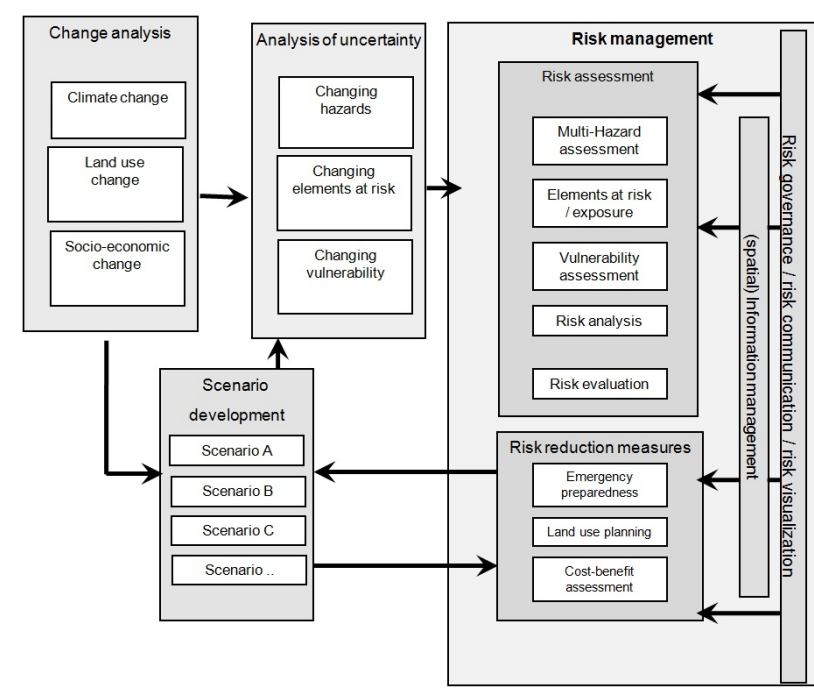 Change analysis
Climate change
Land use
change
Socio-economic
change
Analysis of uncertainty
Changing
hazards
Changing
elements at risk
Changing
vulnerability
Scenario
development
Scenario A
Scenario B
Scenario C
Scenario ..
Risk management
Risk assessment
Multi-Hazard
assessment
Elements at risk
/ exposure
Vulnerability
assessment
Risk analysis
Risk evaluation
Risk reduction measures
Emergency
preparedness
Land use planning
Cost-benefit
assessment
(spatial) Information management
Risk governance / risk communication / risk visualization